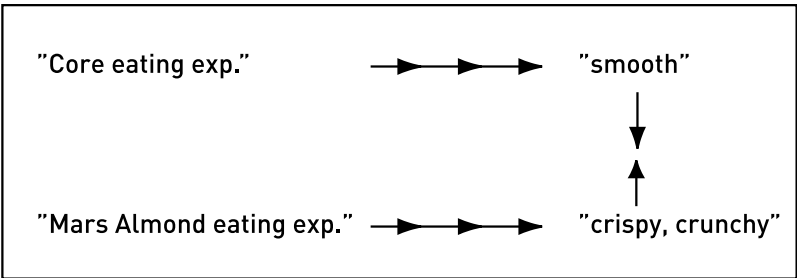 ”Core eating exp.”
”smooth”
”Mars Almond eating exp.”
”crispy, crunchy”